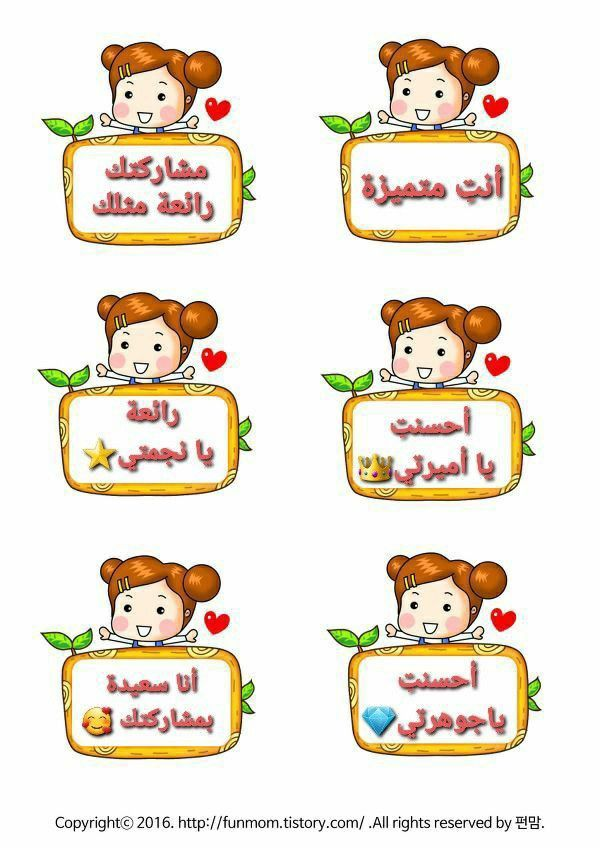 مشاركتك
رائعة مثلك
أنتِ متميزة
رائعة
يا نجمتي⭐
أحسنتِ
يا أميرتي👑
أنا سعيدة
بمشاركتك 🥰
أحسنتِ
ياجوهرتي💎
Copyright© 2016. http://funmom.tistory.com/ .All rights reserved by 펀맘.